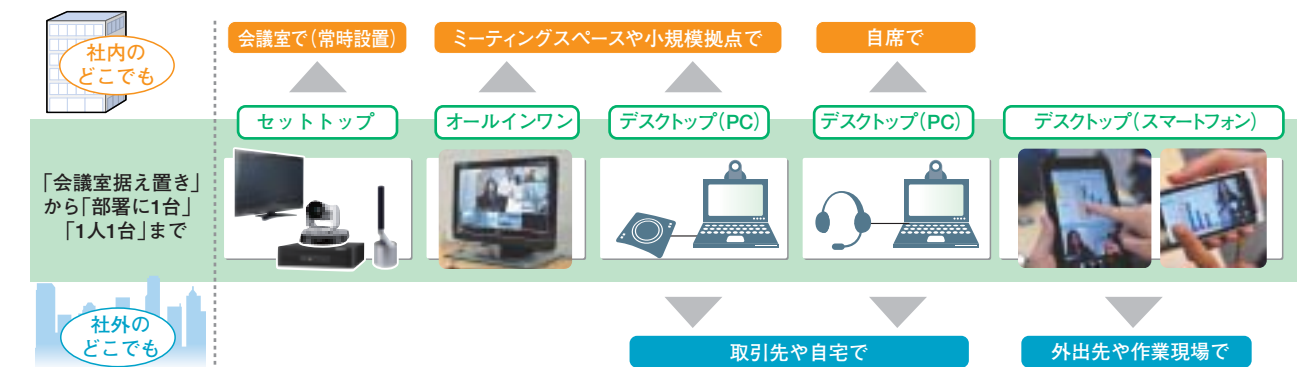 社内の
どこでも
会議室で(常時設置)
ミーティングスペースや小規模拠点で
自席で
セットトップ
オールインワン
デスクトップ(PC)
デスクトップ(PC)
デスクトップ(スマートフォン)
「会議室据え置き」
から「部署に1台」
「1人1台」まで
社外の
どこでも
取引先や自宅で
外出先や作業現場で